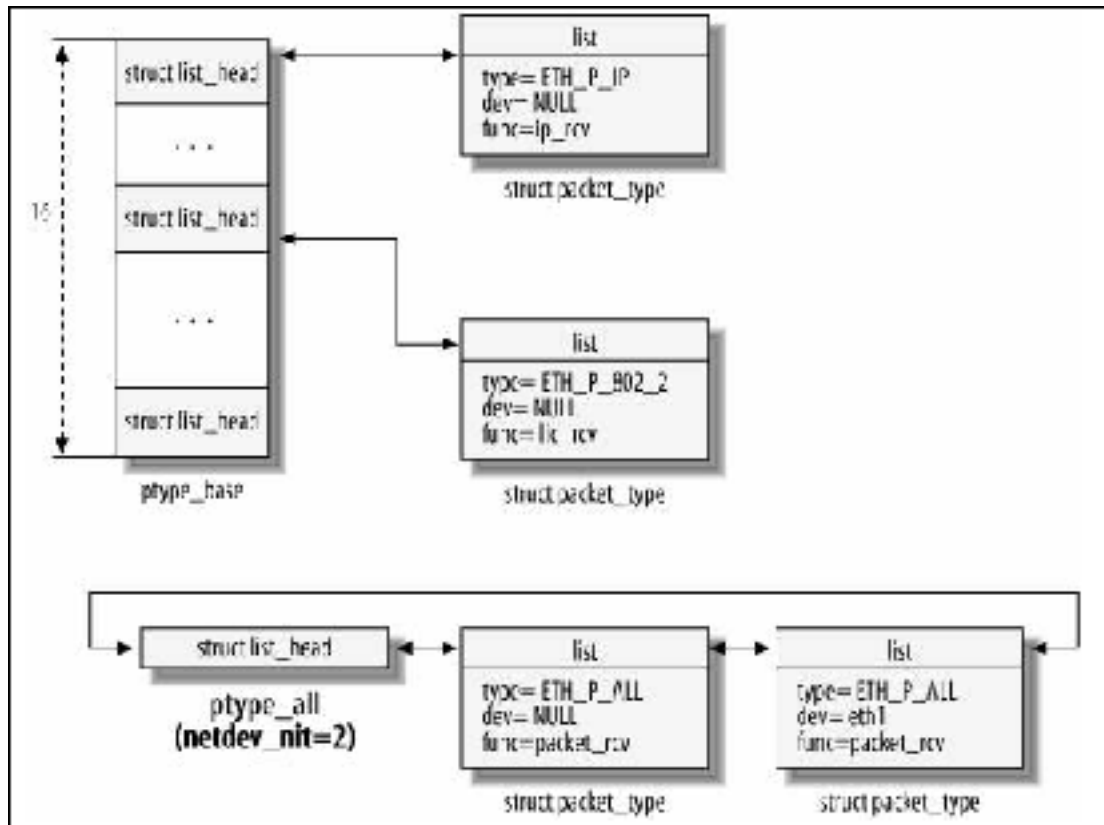 struct list_head
. . .
struct list_head
. . .
struct list_head
16
ptype_base
list
type= ETH_P_IP
dev= NULL
func=ip_rcv
struct packet_type
list
type= ETH_P_802_2
dev= NULL
func= llc_rcv
struct packet_type
struct list_head
ptype_all
(netdev_nit=2)
list
type= ETH_P_ALL
dev= NULL
func=packet_rcv
struct packet_type
list
type= ETH_P_ALL
dev= eth1
func=packet_rcv
struct packet_type